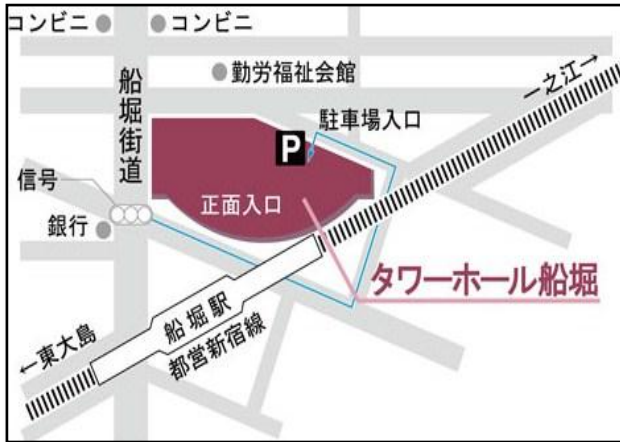 コンビニ
コンビニ
船堀街道
勤労福祉会館
一之江→
駐車場入口
P
信号
正面入口
銀行
タワーホール船堀
船堀駅
都営新宿線
←東大島